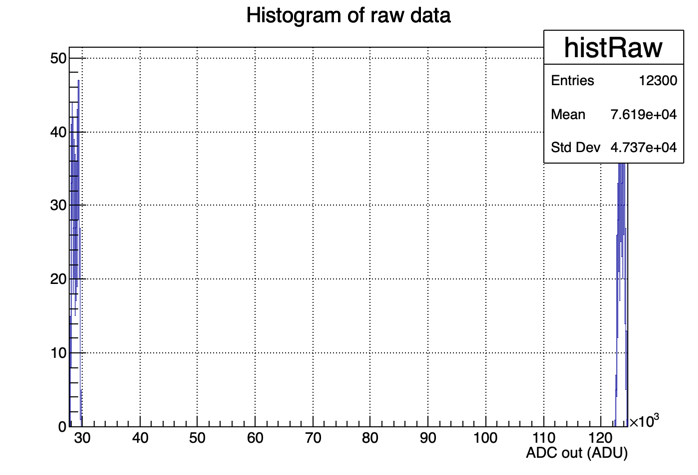 Histogram of raw data
histRaw
Entries 12300
Mean 7.619e+04
Std Dev 4.737e+04
50
40
30
20
10
0
30 40 50 60 70 80 90 100 110 120
×10³
ADC out (ADU)